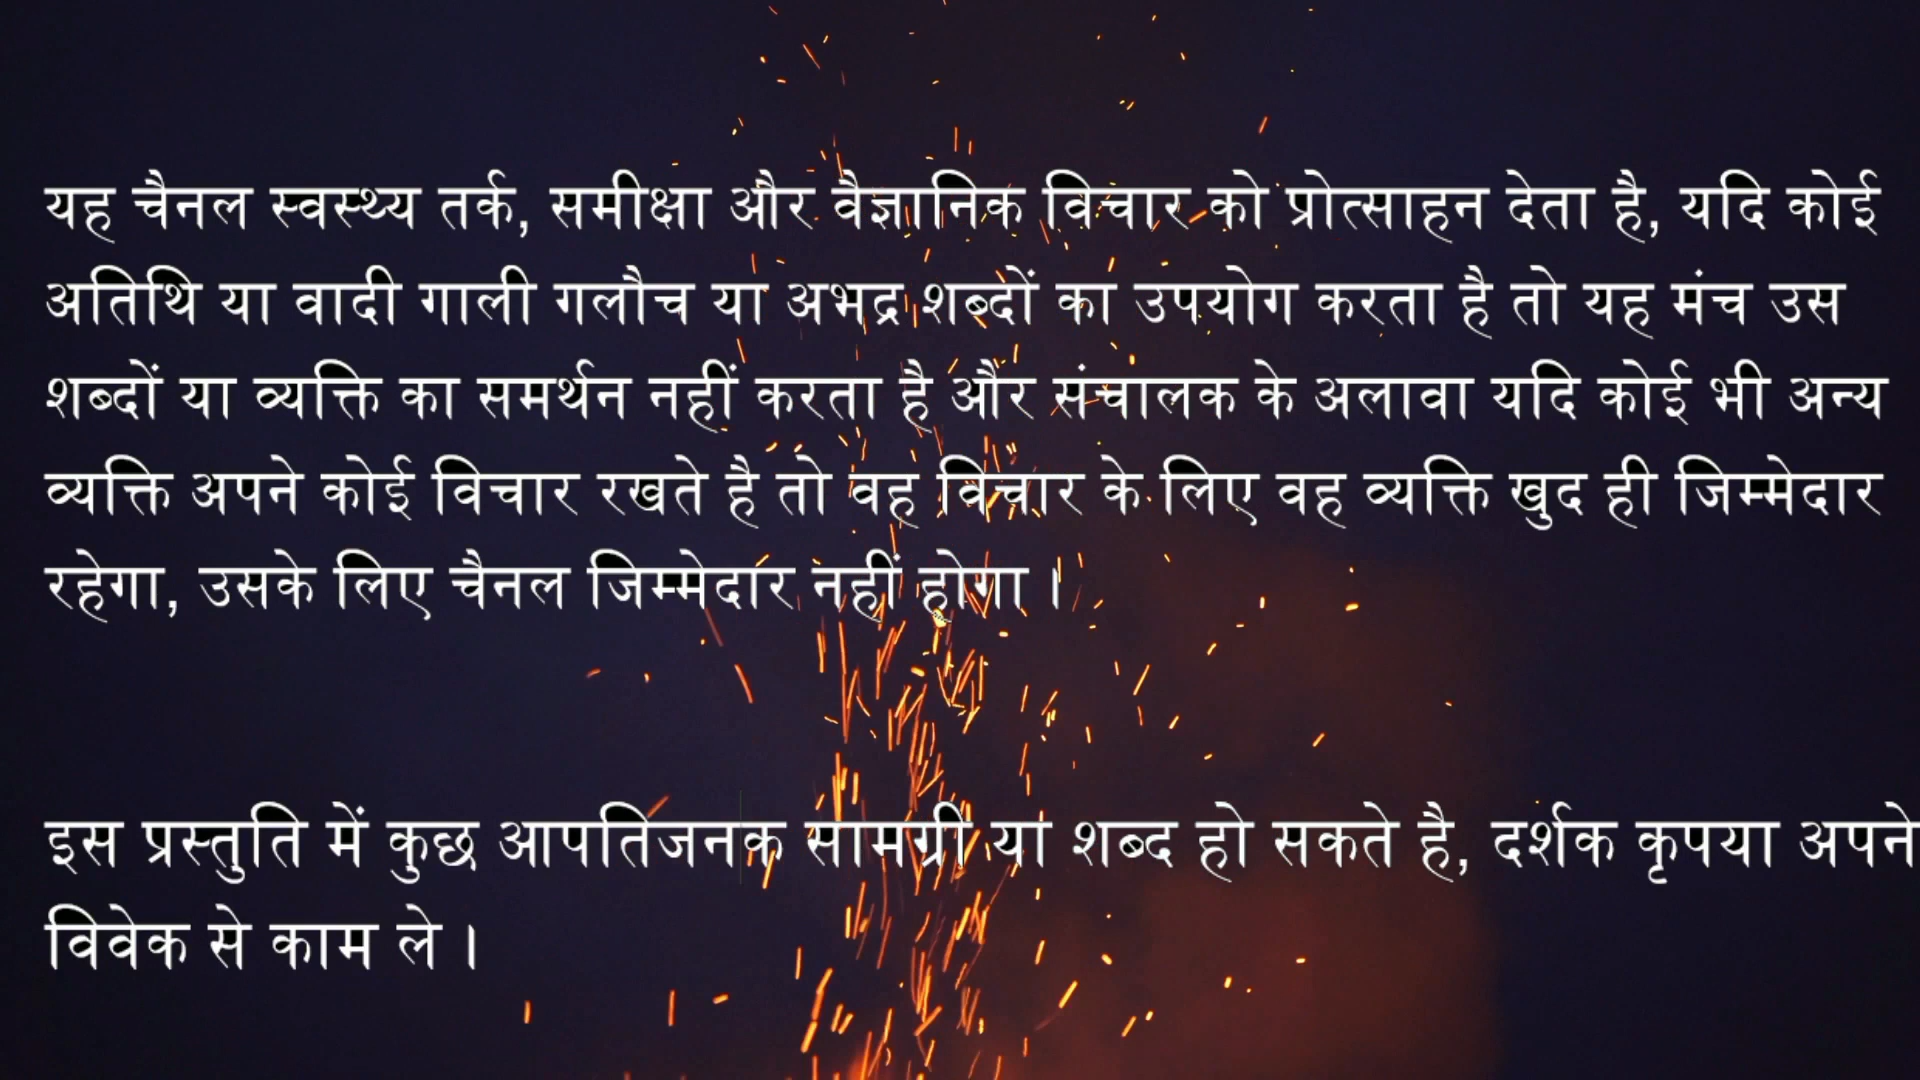 यह चैनल स्वस्थ्य तर्क, समीक्षा और वैज्ञानिक विचार को प्रोत्साहन देता है, यदि कोई
अतिथि या वादी गाली गलौच या अभद्र शब्दों का उपयोग करता है तो यह मंच उस
शब्दों या व्यक्ति का समर्थन नहीं करता है और संचालक के अलावा यदि कोई भी अन्य
व्यक्ति अपने कोई विचार रखते है तो वह विचार के लिए वह व्यक्ति खुद ही जिम्मेदार
रहेगा, उसके लिए चैनल जिम्मेदार नहीं होगा ।
इस प्रस्तुति में कुछ आपतिजनक सामग्री या शब्द हो सकते है, दर्शक कृपया अपने
विवेक से काम ले ।